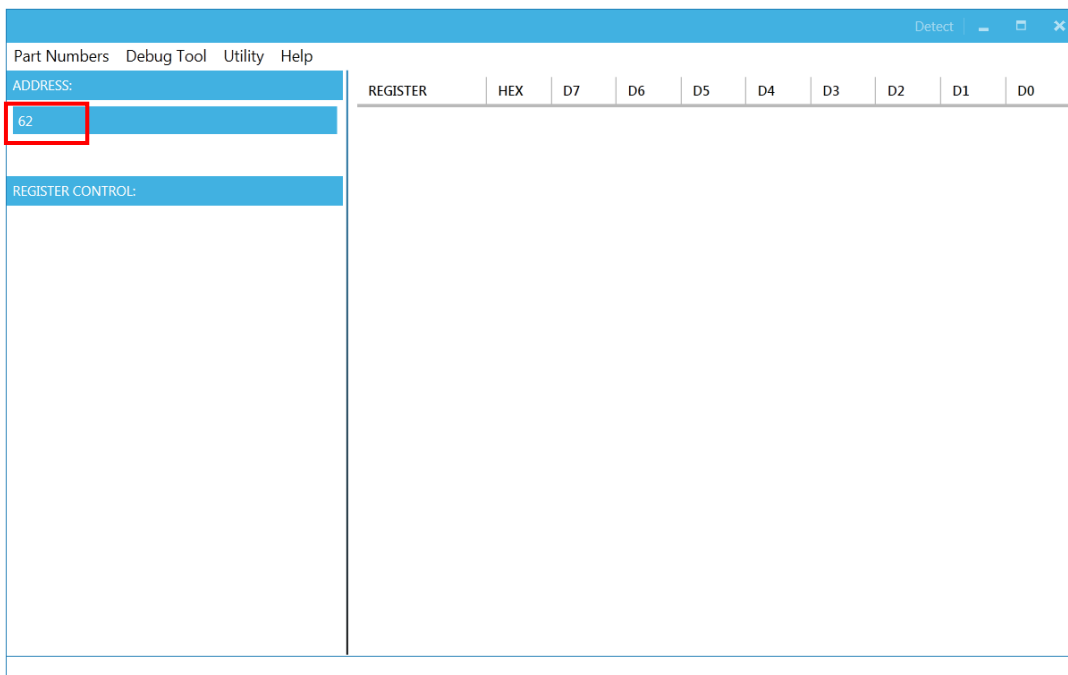 Detect
Part Numbers Debug Tool Utility Help
ADDRESS:
62
REGISTER CONTROL:
REGISTER HEX D7 D6 D5 D4 D3 D2 D1 D0